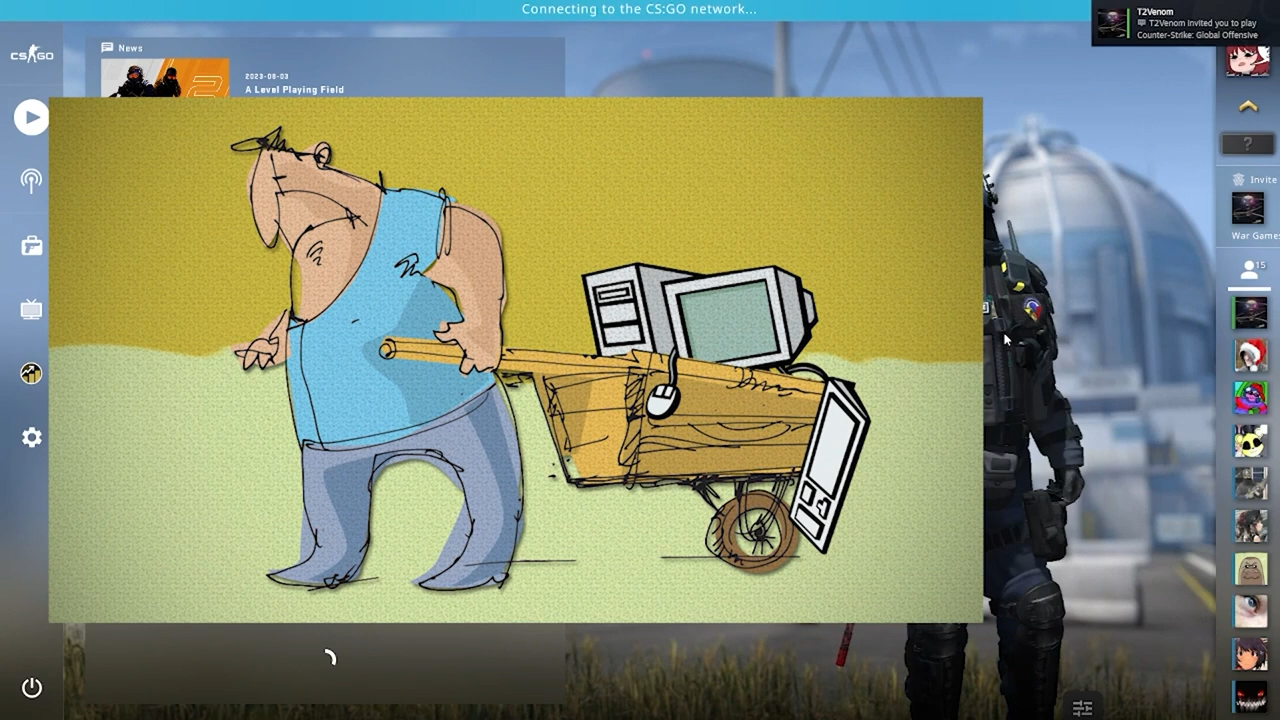 Connecting to the CS:GO network...
T2Venom
T2Venom invited you to play
Counter-Strike: Global Offensive
CS GO
News
2023-08-03
A Level Playing Field
2
?
Invite
War Games
15